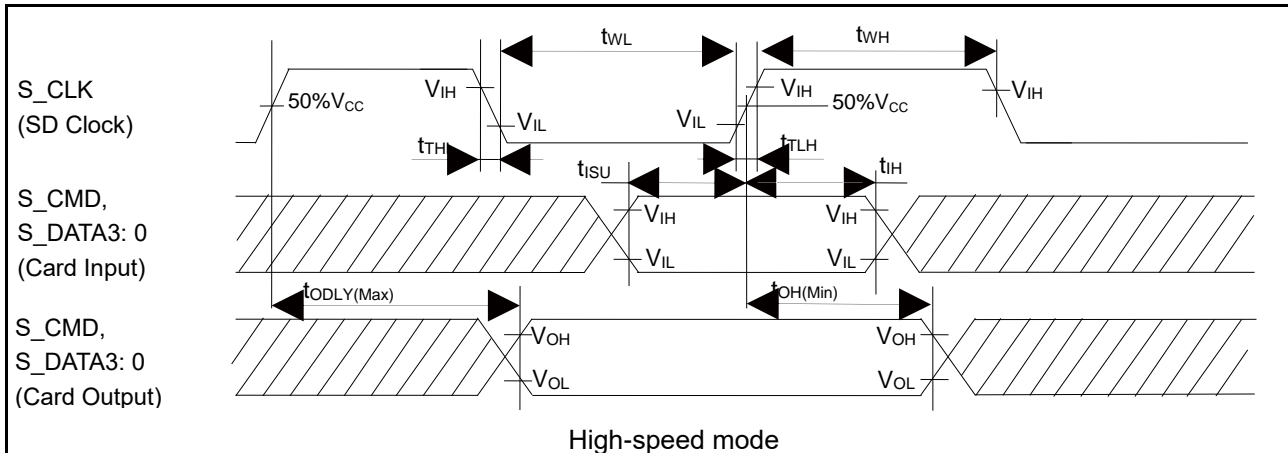 tWL
tWH
S_CLK
(SD Clock)
50%VCC
VIH
VIL
VIL
VIH
50%VCC
VIH
tTH
tTLH
tISU
tIH
S_CMD,
S_DATA3: 0
(Card Input)
VIH
VIL
VIH
VIL
tODLY(Max)
tOH(Min)
S_CMD,
S_DATA3: 0
(Card Output)
VOH
VOL
VOH
VOL
High-speed mode